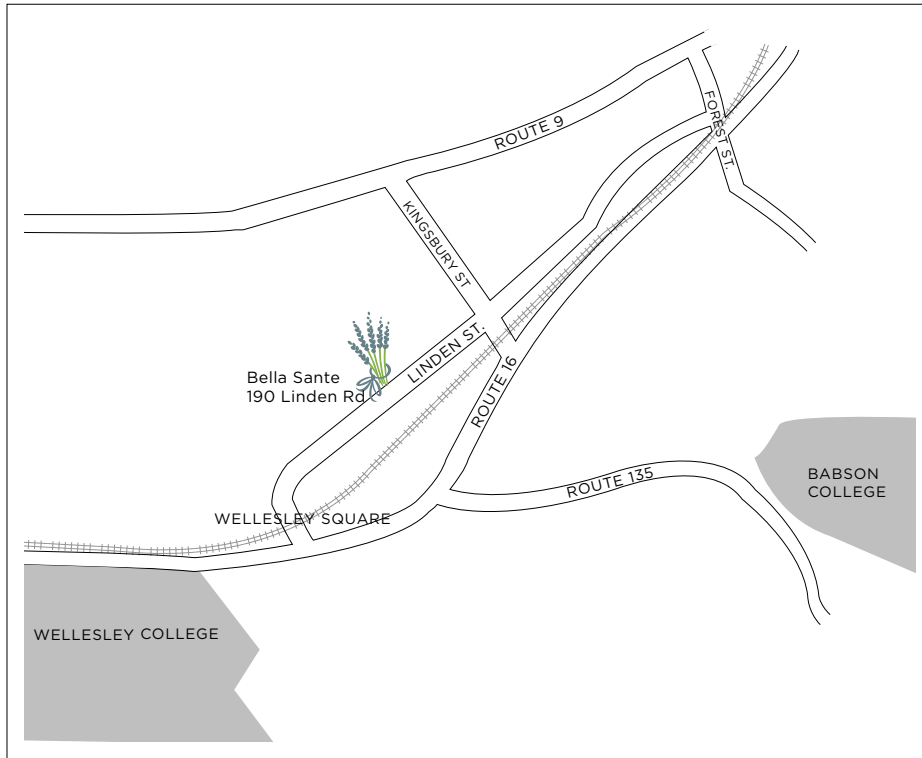 ROUTE 9
FOREST ST.
KINGSBURY ST
LINDEN ST.
Bella Sante
190 Linden Rd
ROUTE 16
ROUTE 135
BABSON
COLLEGE
WELLESLEY SQUARE
WELLESLEY COLLEGE